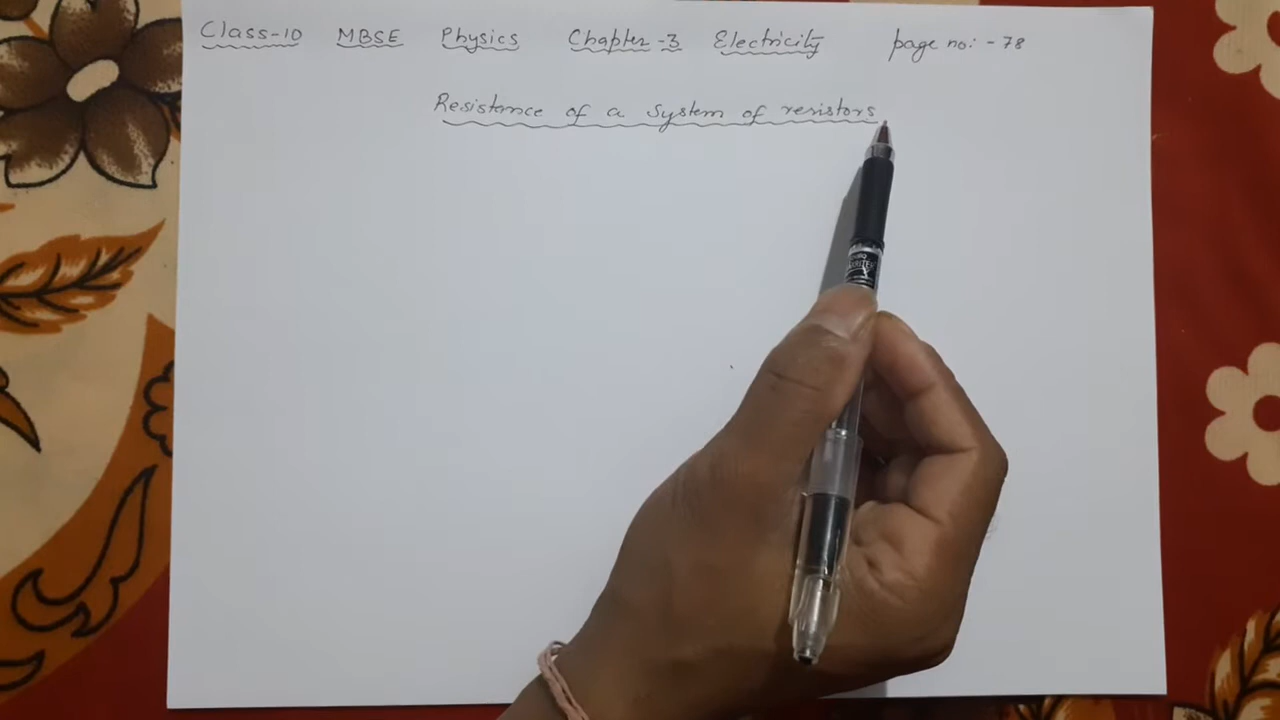 Class-10 MBSE Physics Chapter-3 Electricity page no:-78
Resistance of a System of resistors